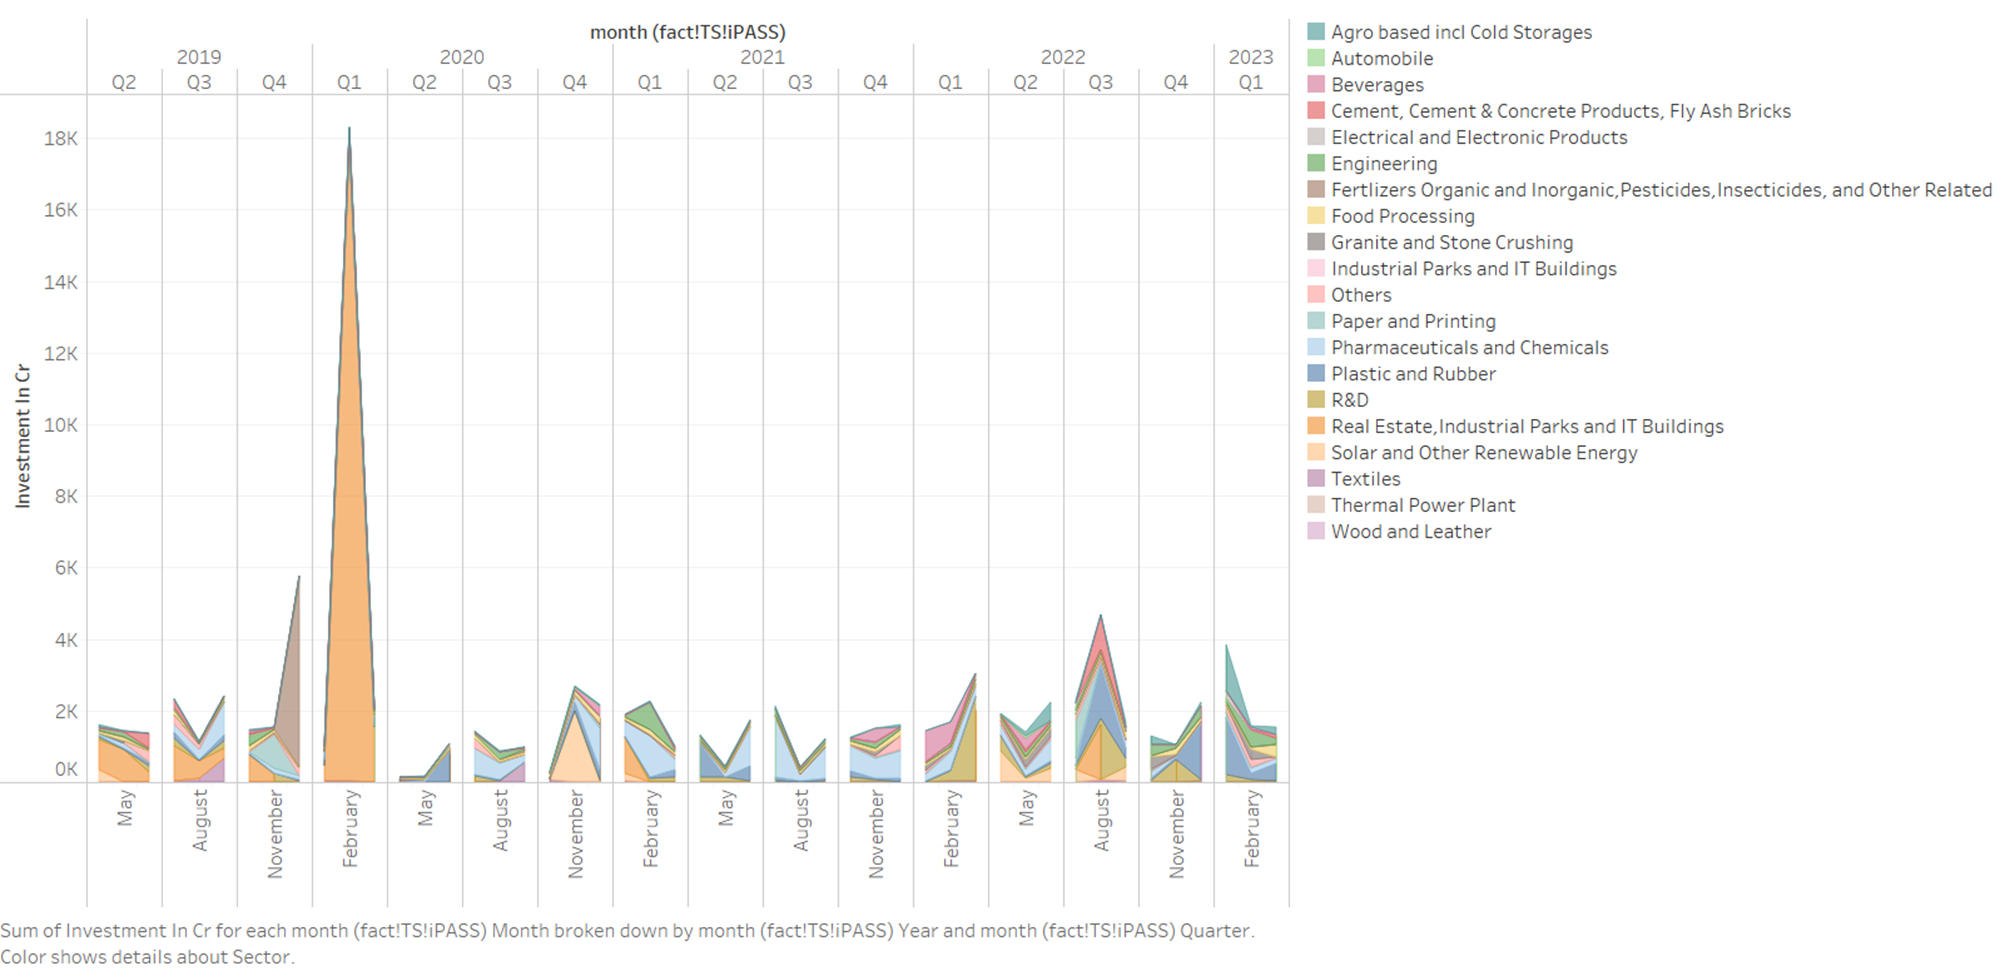 month (fact!TS!iPASS)
2019 2020 2021 2022 2023
Q2 Q3 Q4 Q1 Q2 Q3 Q4 Q1 Q2 Q3 Q4 Q1 Q2 Q3 Q4 Q1
Investment In Cr
18K
16K
14K
12K
10K
8K
6K
4K
2K
0K
May August November February May August November February May August November February May August November February
Agro based incl Cold Storages
Automobile
Beverages
Cement, Cement & Concrete Products, Fly Ash Bricks
Electrical and Electronic Products
Engineering
Fertlizers Organic and Inorganic,Pesticides,Insecticides, and Other Related
Food Processing
Granite and Stone Crushing
Industrial Parks and IT Buildings
Others
Paper and Printing
Pharmaceuticals and Chemicals
Plastic and Rubber
R&D
Real Estate,Industrial Parks and IT Buildings
Solar and Other Renewable Energy
Textiles
Thermal Power Plant
Wood and Leather
Sum of Investment In Cr for each month (fact!TS!iPASS) Month broken down by month (fact!TS!iPASS) Year and month (fact!TS!iPASS) Quarter.
Color shows details about Sector.